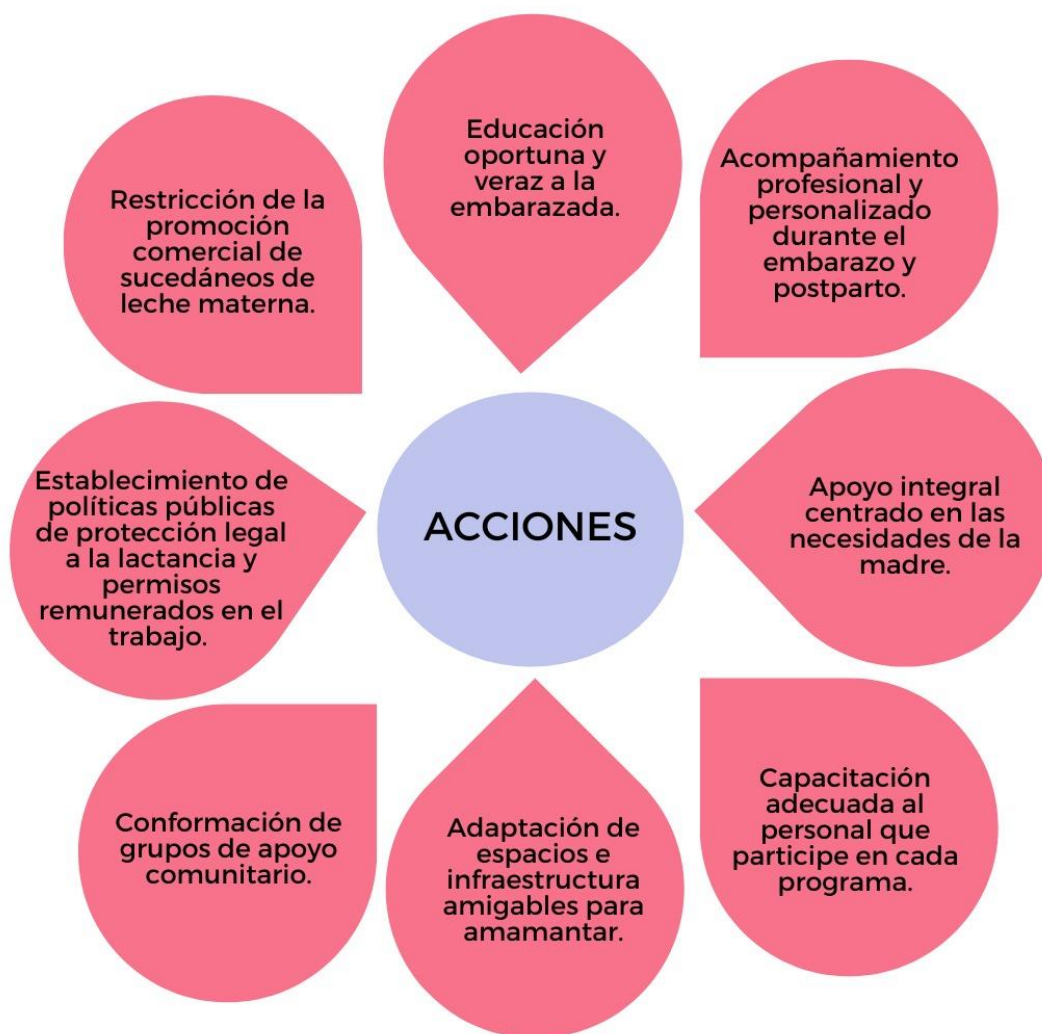 Educación
oportuna y
veraz a la
embarazada.
Acompañamiento
profesional y
personalizado
durante el
embarazo y
postparto.
Apoyo integral
centrado en las
necesidades de la
madre.
Capacitación
adecuada al
personal que
participe en cada
programa.
Adaptación de
espacios e
infraestructura
amigables para
amamantar.
Conformación de
grupos de apoyo
comunitario.
Establecimiento de
políticas públicas
de protección legal
a la lactancia y
permisos
remunerados en el
trabajo.
Restricción de la
promoción
comercial de
sucedáneos de
leche materna.
ACCIONES